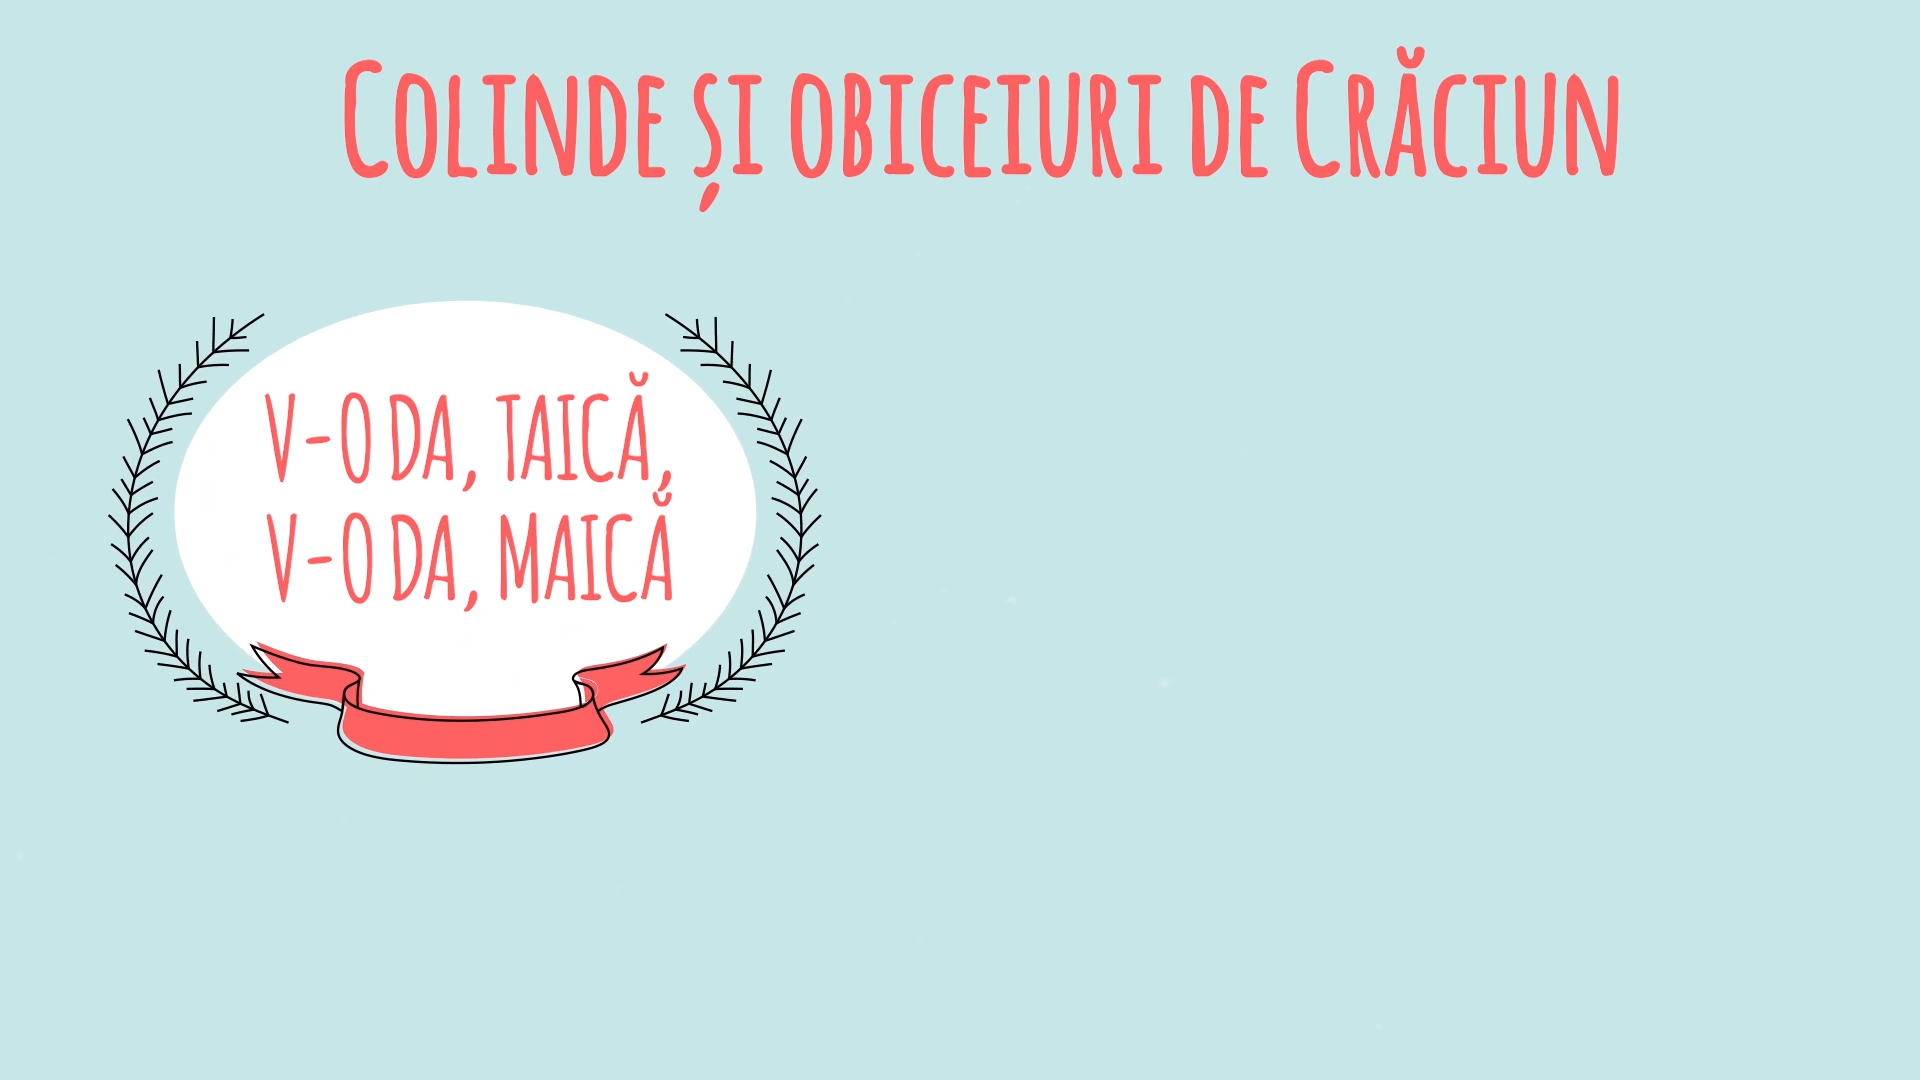 Colinde și obiceiuri de Crăciun
V-O DA, TAICĂ,
V-O DA, MAICĂ